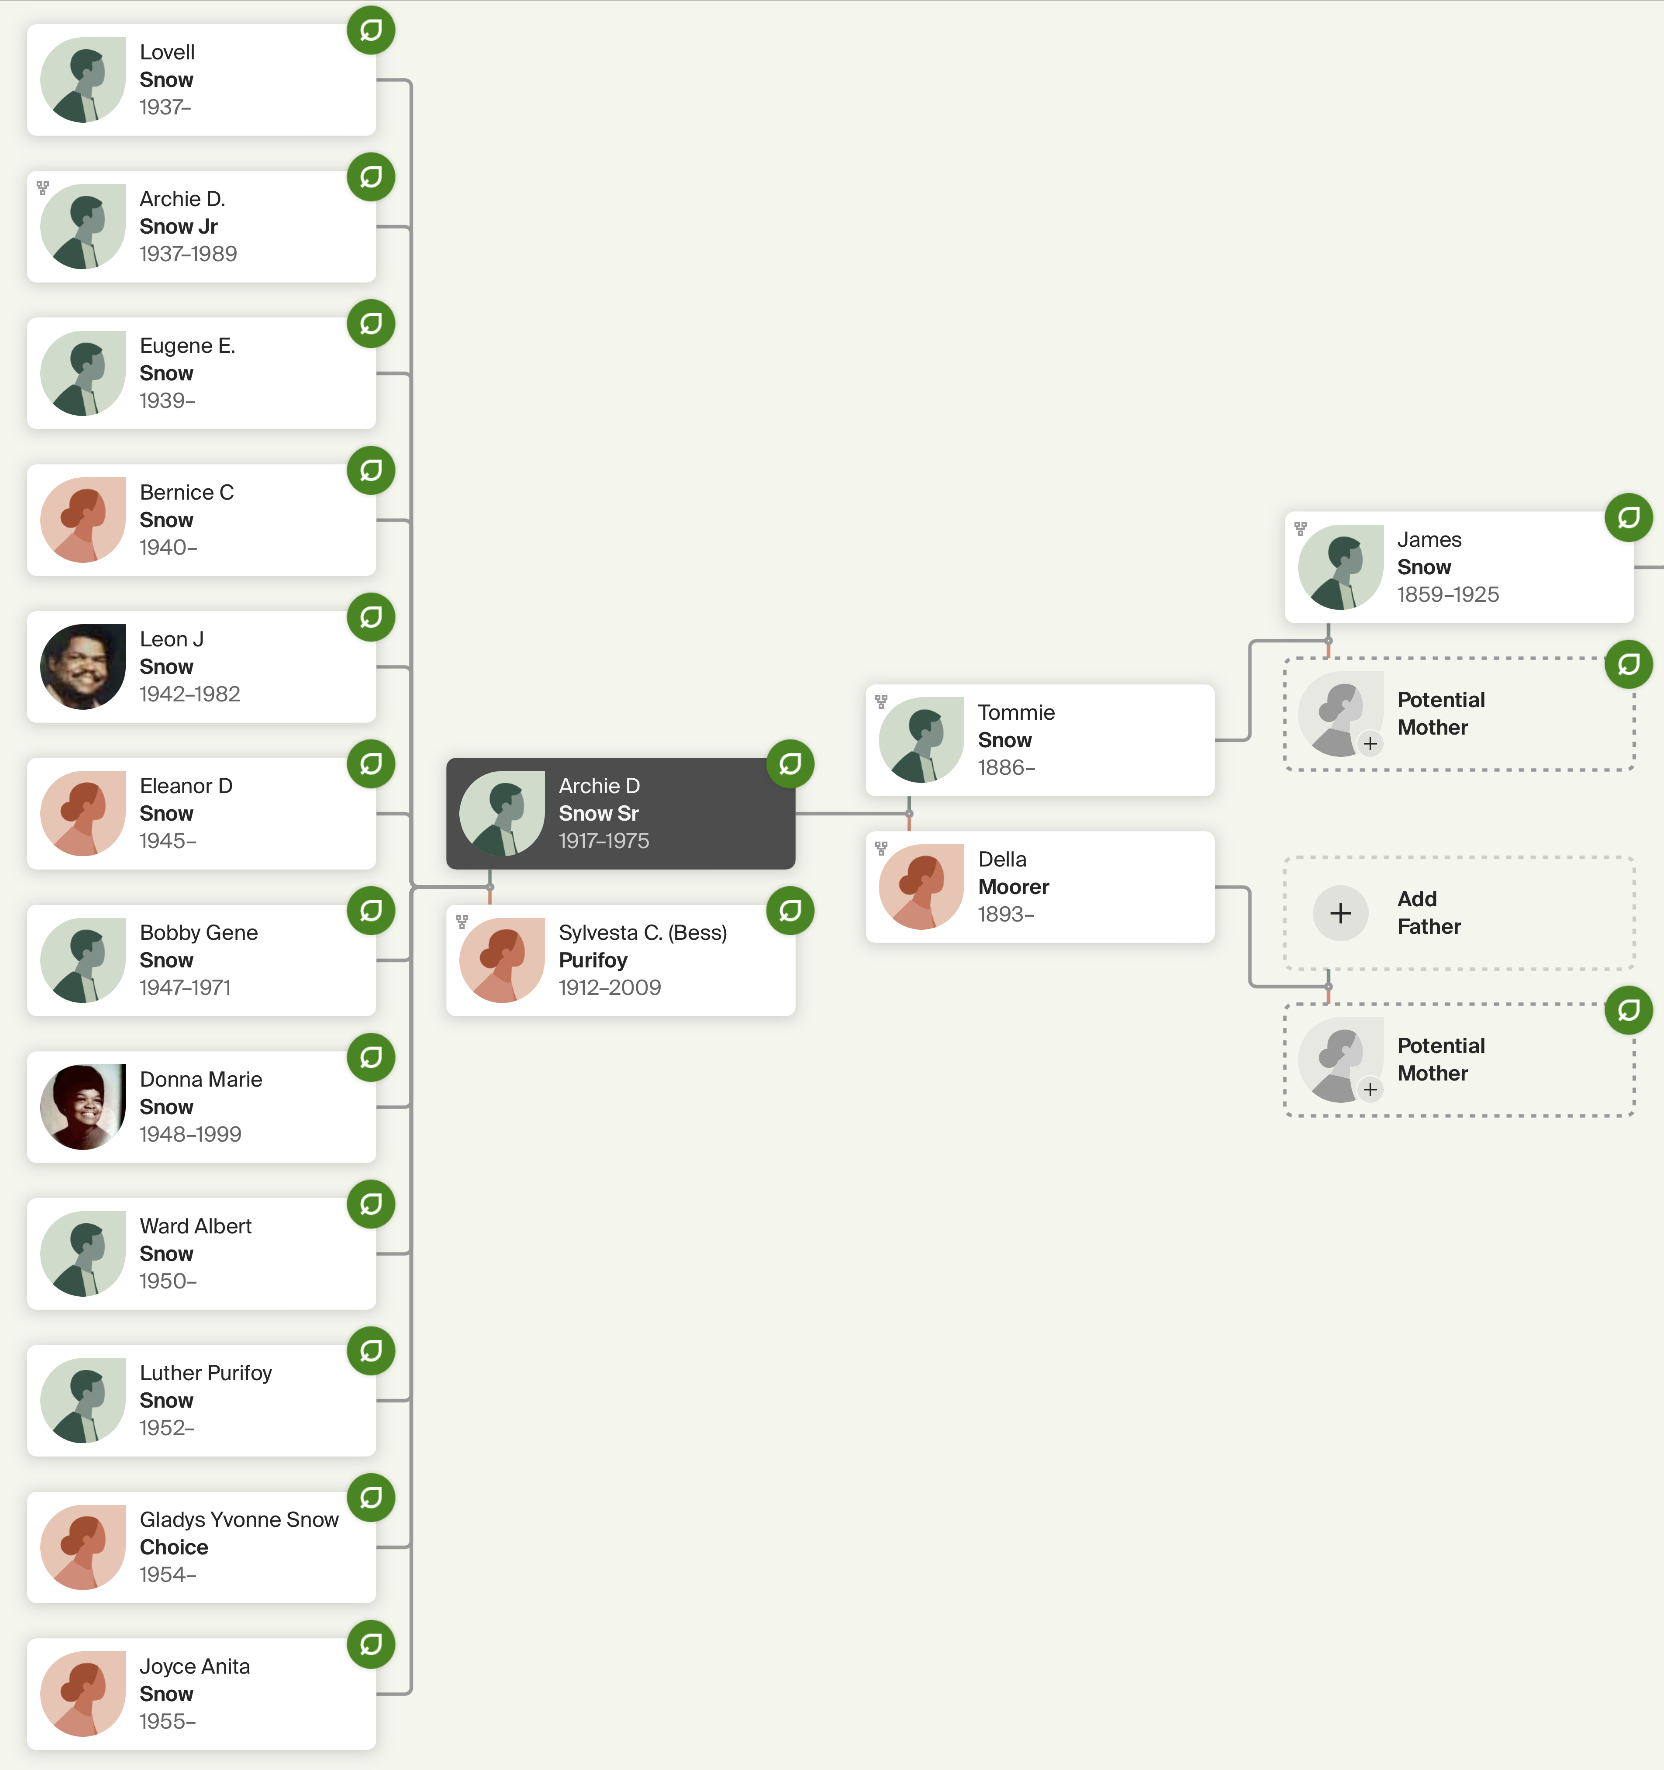 Lovell
Snow
1937–
Archie D.
Snow Jr
1937–1989
Eugene E.
Snow
1939–
Bernice C
Snow
1940–
Leon J
Snow
1942–1982
Eleanor D
Snow
1945–
Bobby Gene
Snow
1947–1971
Donna Marie
Snow
1948–1999
Ward Albert
Snow
1950–
Luther Purifoy
Snow
1952–
Gladys Yvonne Snow
Choice
1954–
Joyce Anita
Snow
1955–
Archie D
Snow Sr
1917–1975
Sylvesta C. (Bess)
Purifoy
1912–2009
Tommie
Snow
1886–
Della
Moorer
1893–
James
Snow
1859–1925
Potential
Mother
Add
Father
Potential
Mother